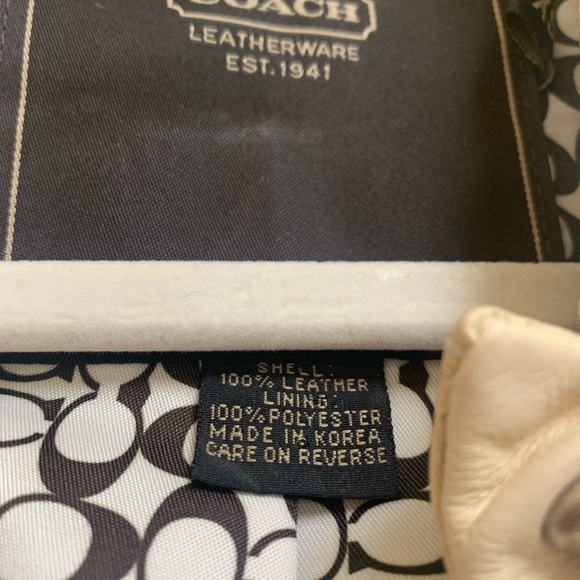 COACH
LEATHERWARE
EST.1941
SHELL:
100% LEATHER
LINING:
100% POLYESTER
MADE IN KOREA
CARE ON REVERSE